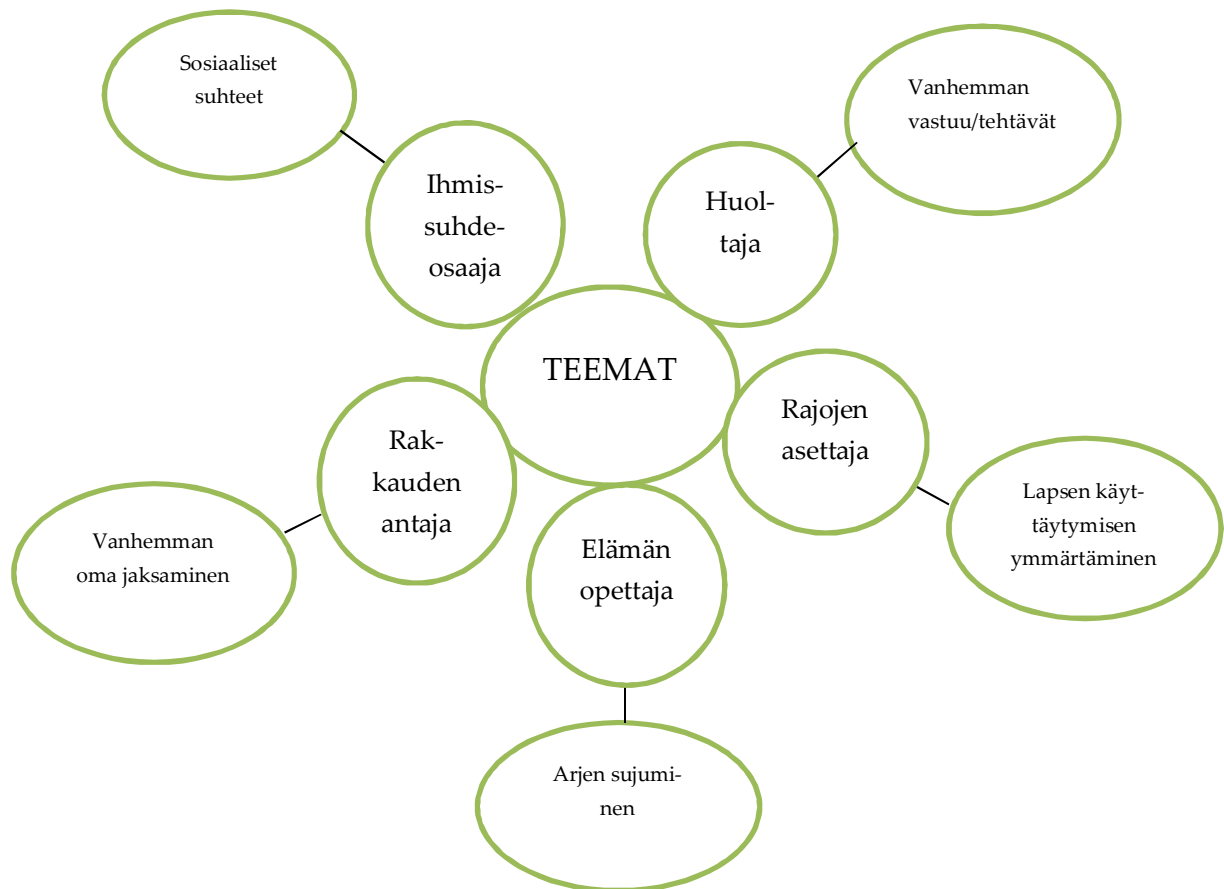 Sosiaaliset
suhteet
Vanhemman
vastuu/tehtävät
Ihmis-
suhde-
osaaja
Huol-
taja
TEEMAT
Rajojen
asettaja
Rak-
kauden
antaja
Lapsen käyt-
täytymisen
ymmärtäminen
Vanhemman
oma jaksaminen
Elämän
opettaja
Arjen sujumi-
nen